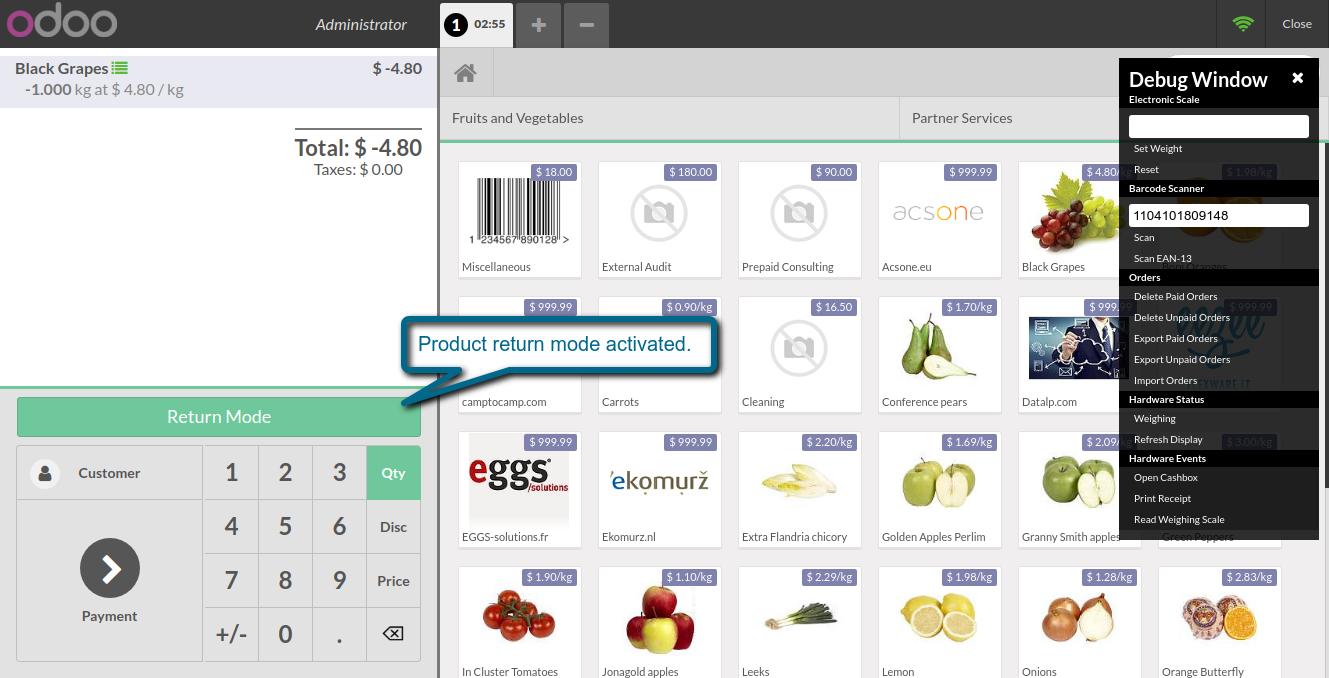 odoo
Administrator
1 02:55
+
−
Close
Black Grapes
$ -4.80
-1.000 kg at $ 4.80 / kg
Total: $ -4.80
Taxes: $ 0.00
Return Mode
Customer
Payment
1 2 3 Qty
4 5 6 Disc
7 8 9 Price
+/- 0 .
Product return mode activated.
Fruits and Vegetables
Partner Services
$ 18.00
1 234567 890128 >
Miscellaneous
$ 180.00
External Audit
$ 90.00
Prepaid Consulting
$ 999.99
acsone
Acsone.eu
$ 4.80/kg
Black Grapes
$ 1.98/kg
$ 999.99
camptocamp.com
$ 0.90/kg
Carrots
$ 16.50
Cleaning
$ 1.70/kg
Conference pears
$ 999.99
Datalp.com
$ 999.99
$ 999.99
eggs
/solutions
EGGS-solutions.fr
$ 999.99
ekomurž
Ekomurz.nl
$ 2.20/kg
Extra Flandria chicory
$ 1.69/kg
Golden Apples Perlim
$ 2.09/kg
Granny Smith apples
$ 3.00/kg
Green Peppers
$ 1.90/kg
In Cluster Tomatoes
$ 1.10/kg
Jonagold apples
$ 2.29/kg
Leeks
$ 1.98/kg
Lemon
$ 1.28/kg
Onions
$ 2.83/kg
Orange Butterfly
Debug Window
Electronic Scale
Set Weight
Reset
Barcode Scanner
1104101809148
Scan
Scan EAN-13
Orders
Delete Paid Orders
Delete Unpaid Orders
Export Paid Orders
Export Unpaid Orders
Import Orders
Hardware Status
Weighing
Refresh Display
Hardware Events
Open Cashbox
Print Receipt
Read Weighing Scale